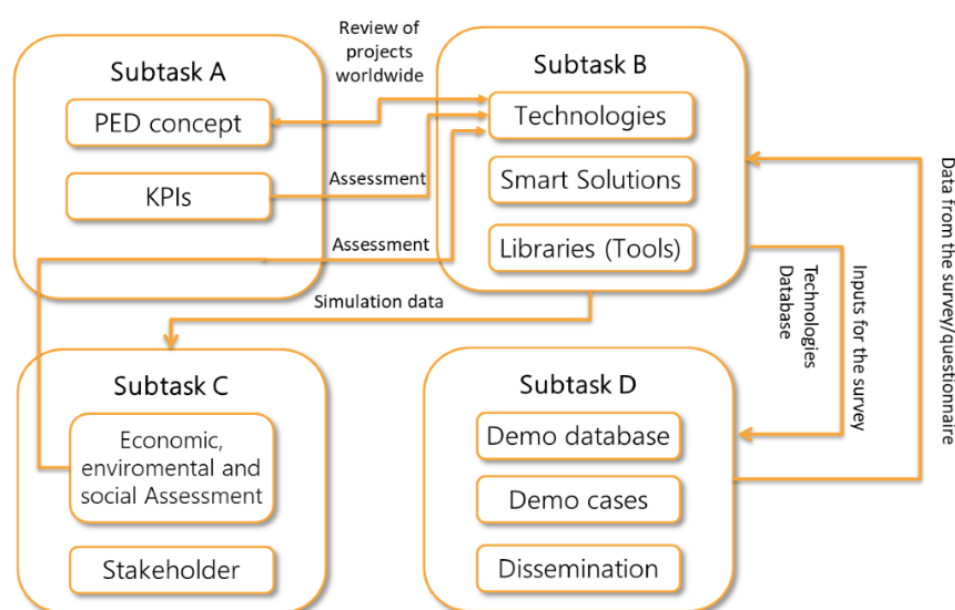 Subtask A
PED concept
KPIs
Review of
projects
worldwide
Assessment
Assessment
Simulation data
Subtask B
Technologies
Smart Solutions
Libraries (Tools)
Subtask C
Economic,
enviromental and
social Assessment
Stakeholder
Subtask D
Demo database
Demo cases
Dissemination
Technologies
Database
Inputs for the survey
Data from the survey/questionnaire